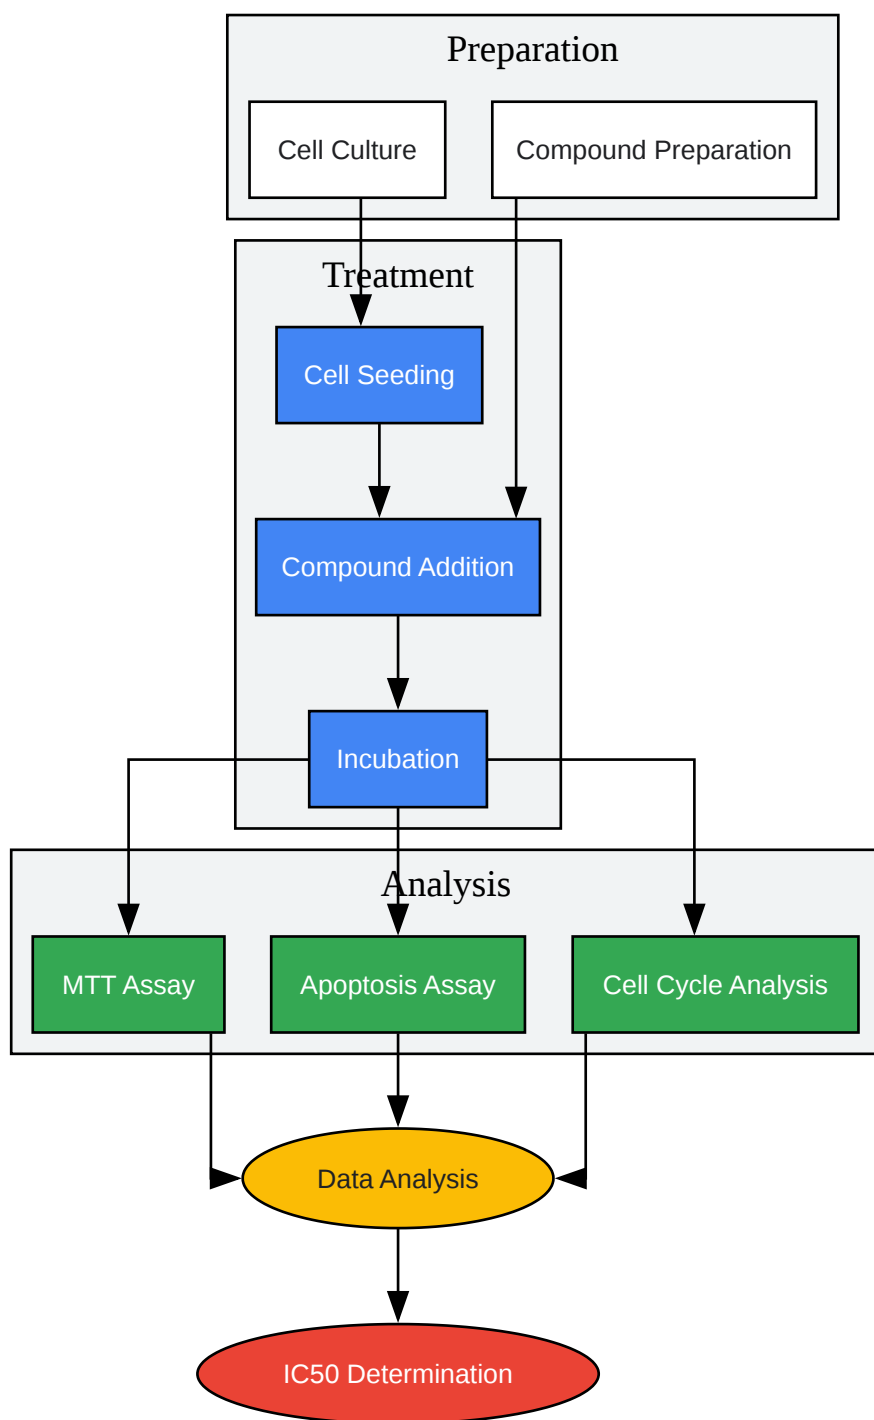 Preparation
Cell Culture
Compound Preparation
Treatment
Cell Seeding
Compound Addition
Incubation
Analysis
MTT Assay
Apoptosis Assay
Cell Cycle Analysis
Data Analysis
IC50 Determination